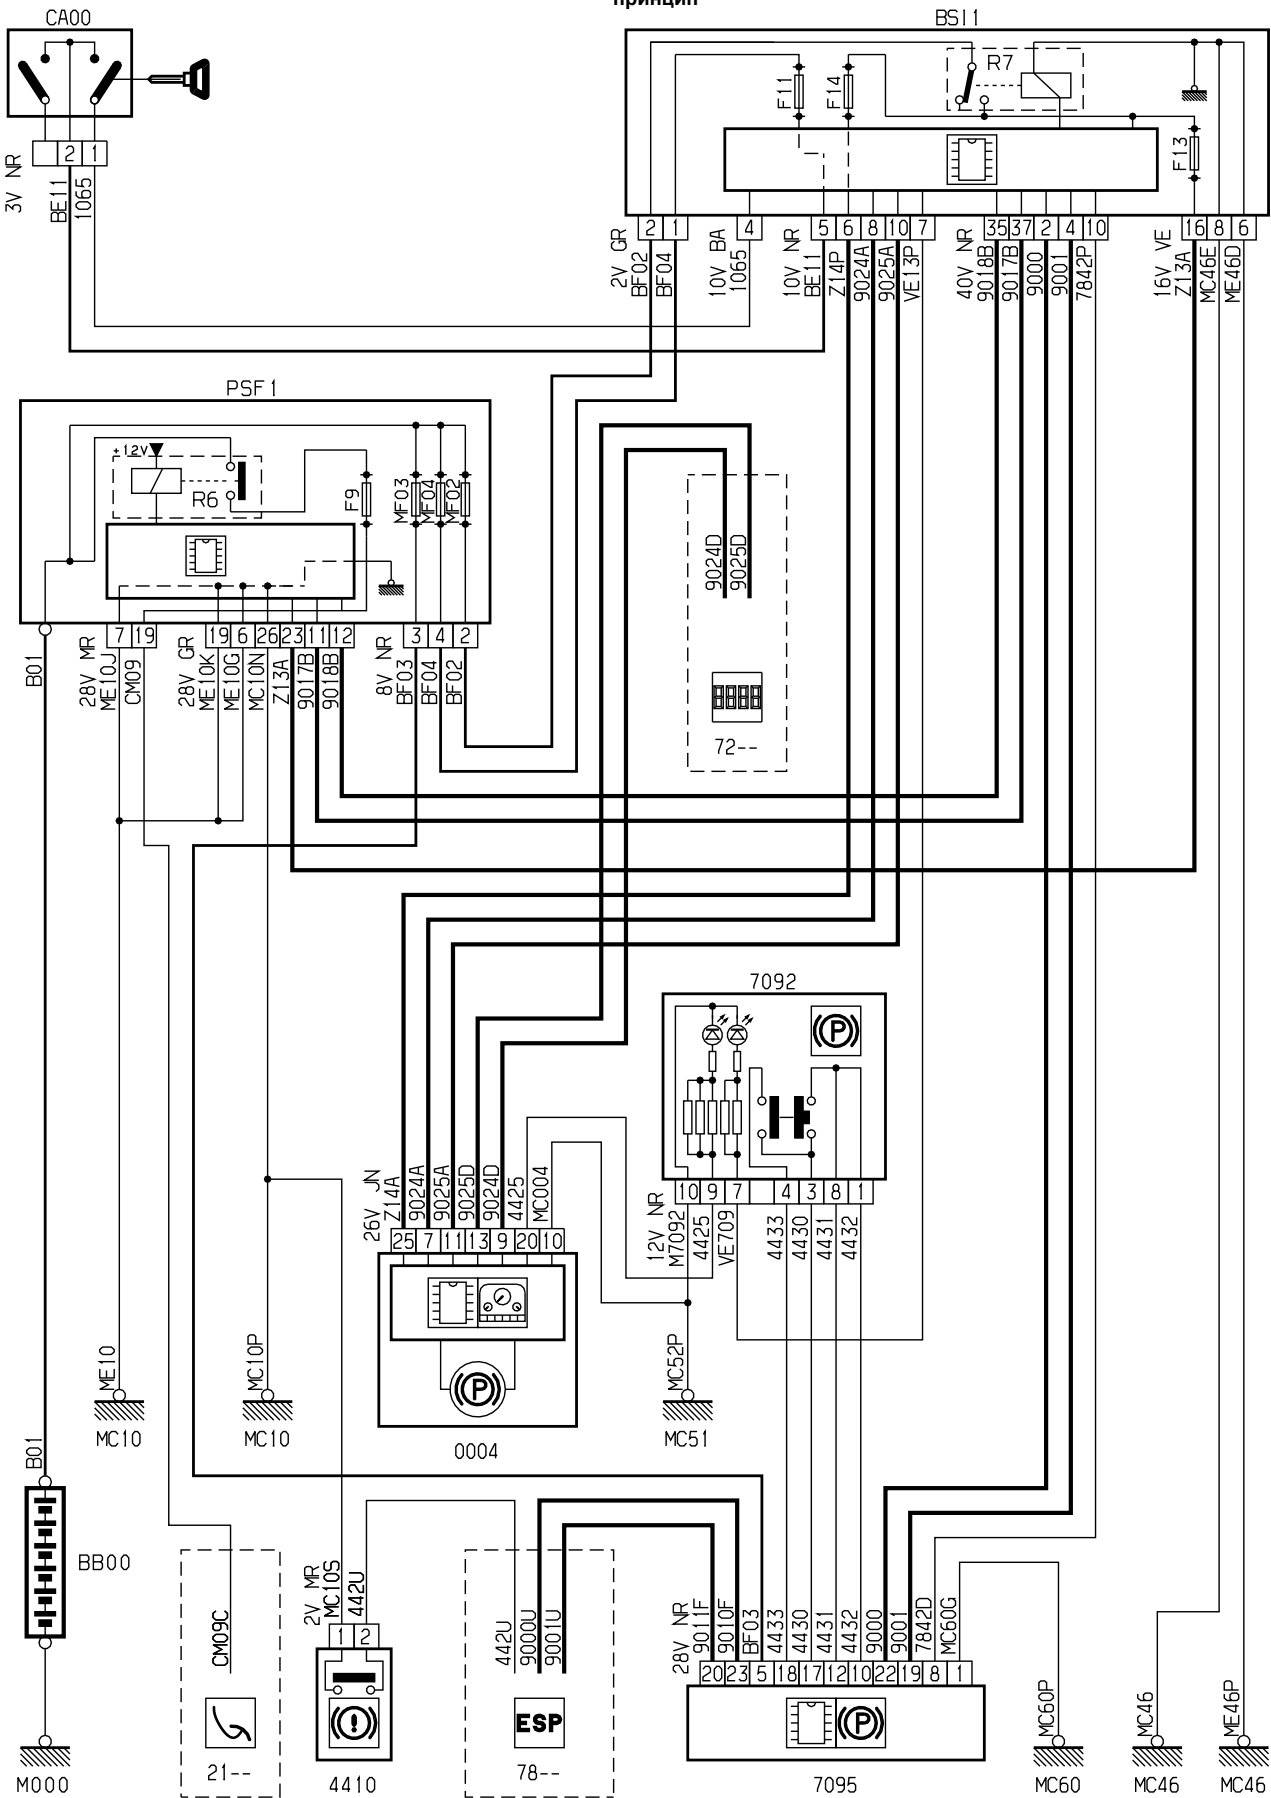 принцип
CA00
BSI1
R7
F11
F14
F13
2 1
3V NR
BE11
1065
2 1 4 5 6 8 10 7 35 37 2 4 10 16 8 6
2V GR
BF02
BF04
10V BA
1065
10V NR
BE11
Z14P
9024A
9025A
VE13P
40V NR
9018B
9017B
9000
9001
7842P
16V VE
Z13A
MC46E
ME46D
PSF1
+12V
R6
F9
MF03
MF04
MF02
7 19 19 6 26 23 11 12 3 4 2
B01
28V MR
ME10J
CM09
28V GR
ME10K
ME10G
MC10N
Z13A
9017B
9018B
8V NR
BF03
BF04
BF02
9024D
9025D
72--
7092
P
10 9 7 4 3 8 1
12V NR
M7092
4425
VE709
4433
4430
4431
4432
26V JN
Z14A
9024A
9025A
9025D
9024D
4425
MC004
25 7 11 13 9 20 10
P
0004
ME10
MC10
MC10P
MC10
MC52P
MC51
B01
BB00
M000
CM09C
21--
2V MR
MC10S
442U
1 2
4410
442U
9000U
9001U
ESP
78--
28V NR
9011F
9010F
BF03
4433
4430
4431
4432
9000
9001
7842D
MC60G
20 23 5 18 17 12 10 22 19 8 1
P
7095
MC60P
MC60
MC46
MC46
ME46P
MC46